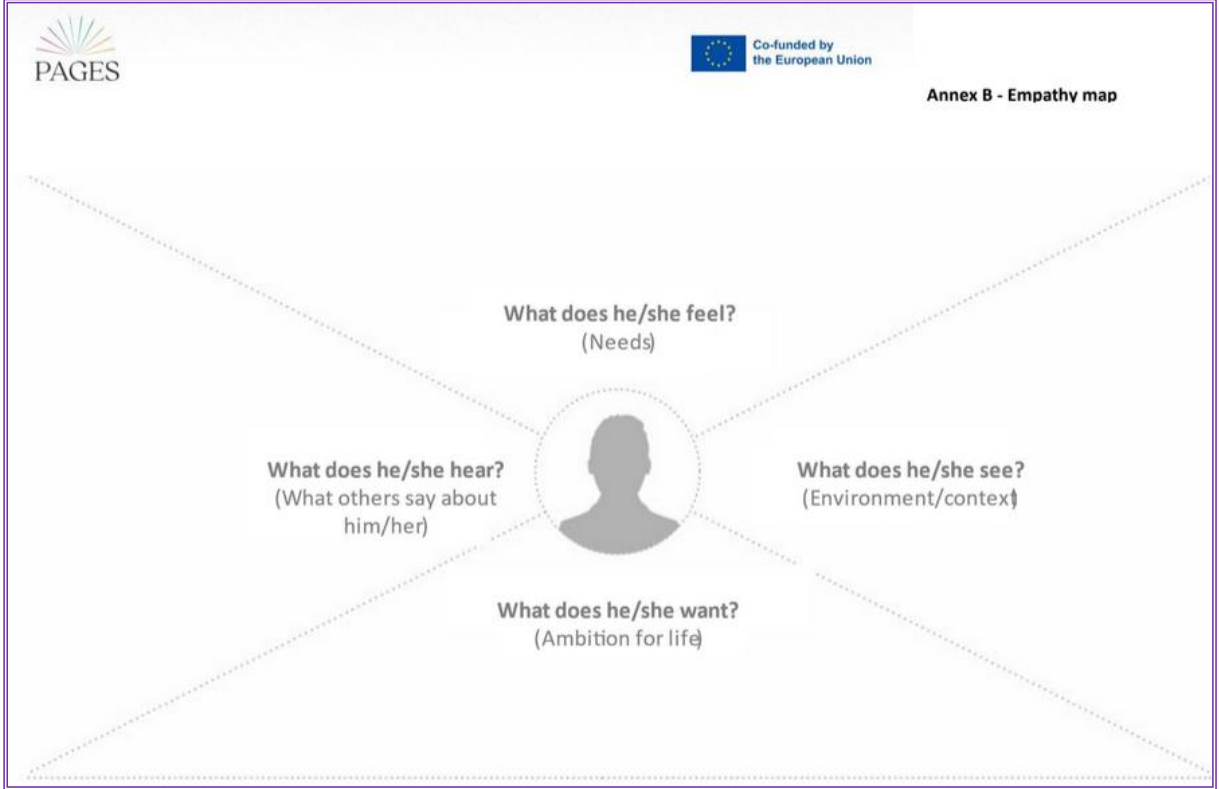 PAGES
Co-funded by
the European Union
Annex B - Empathy map
What does he/she feel?
(Needs)
What does he/she hear?
(What others say about
him/her)
What does he/she see?
(Environment/context)
What does he/she want?
(Ambition for life)